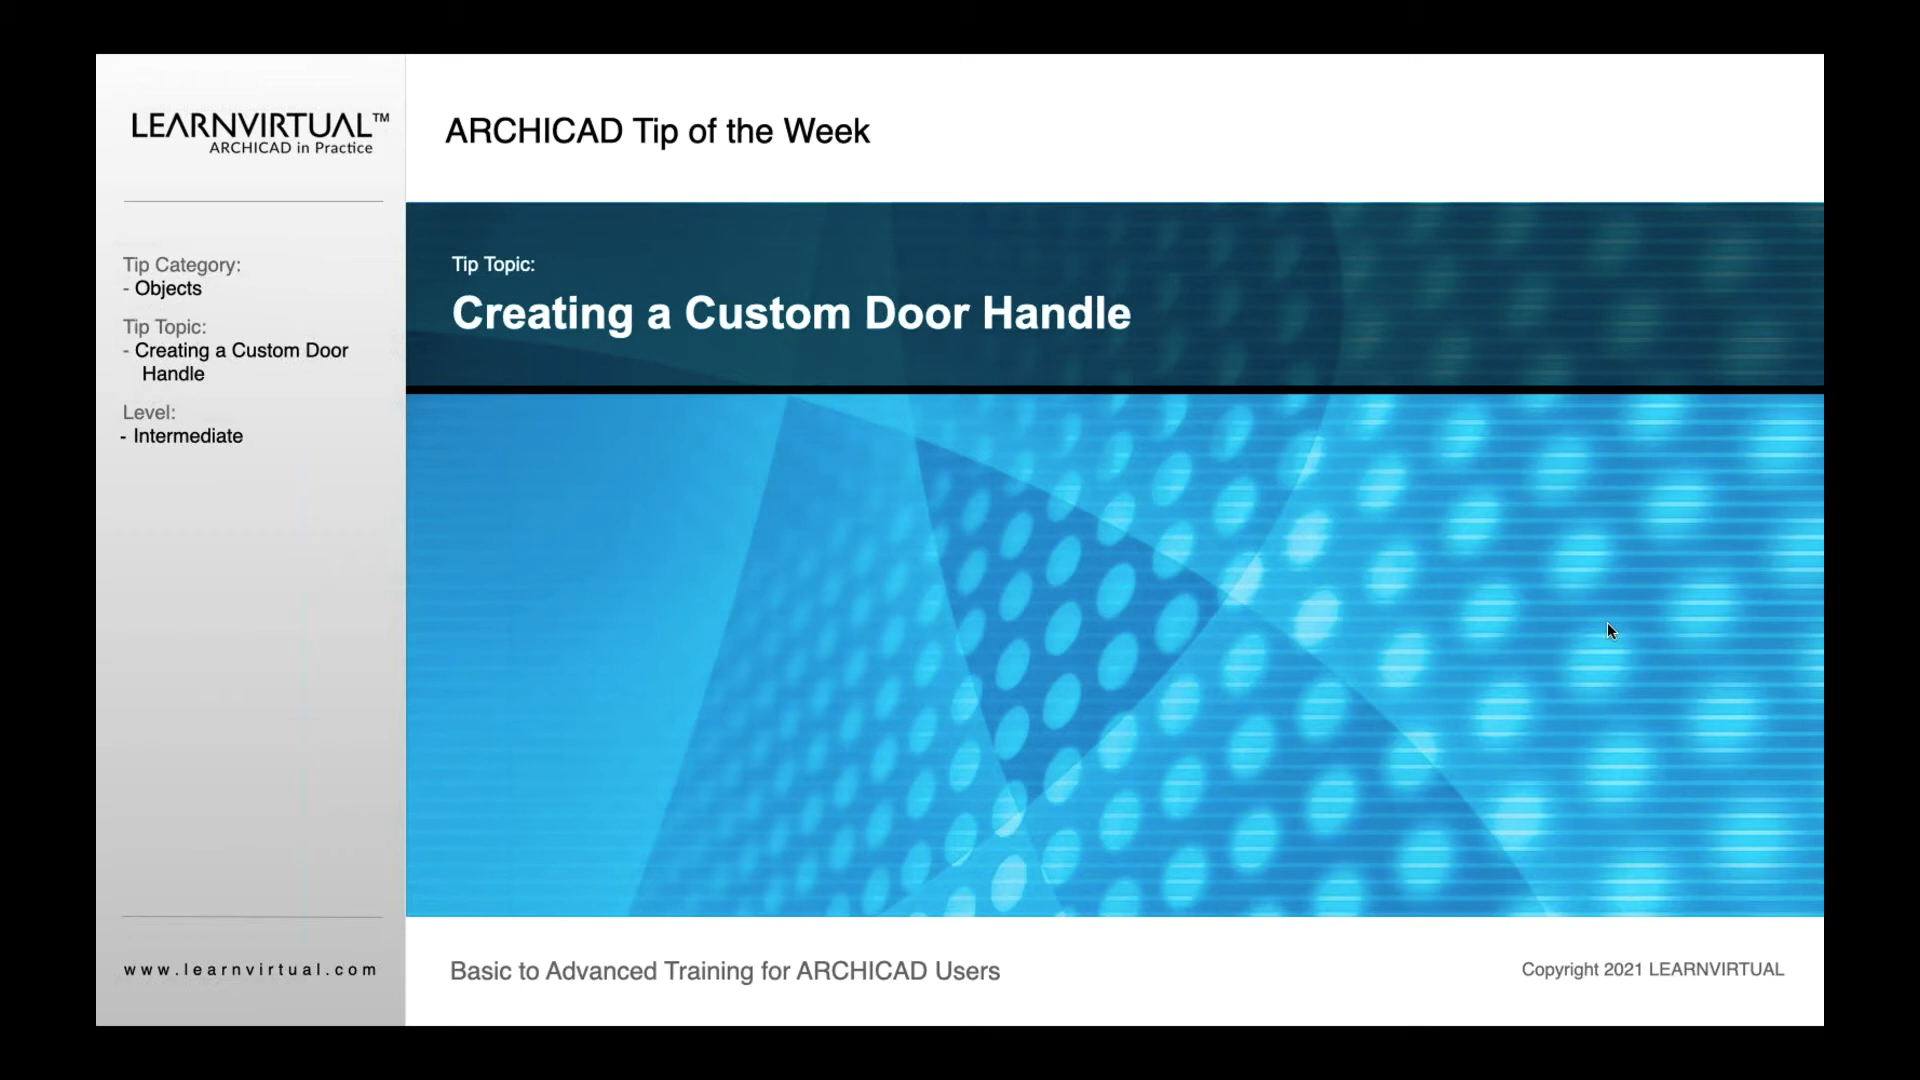 LEARNVIRTUAL™
ARCHICAD in Practice
Tip Category:
- Objects
Tip Topic:
- Creating a Custom Door
Handle
Level:
- Intermediate
www.learnvirtual.com
ARCHICAD Tip of the Week
Tip Topic:
Creating a Custom Door Handle
Basic to Advanced Training for ARCHICAD Users
Copyright 2021 LEARNVIRTUAL